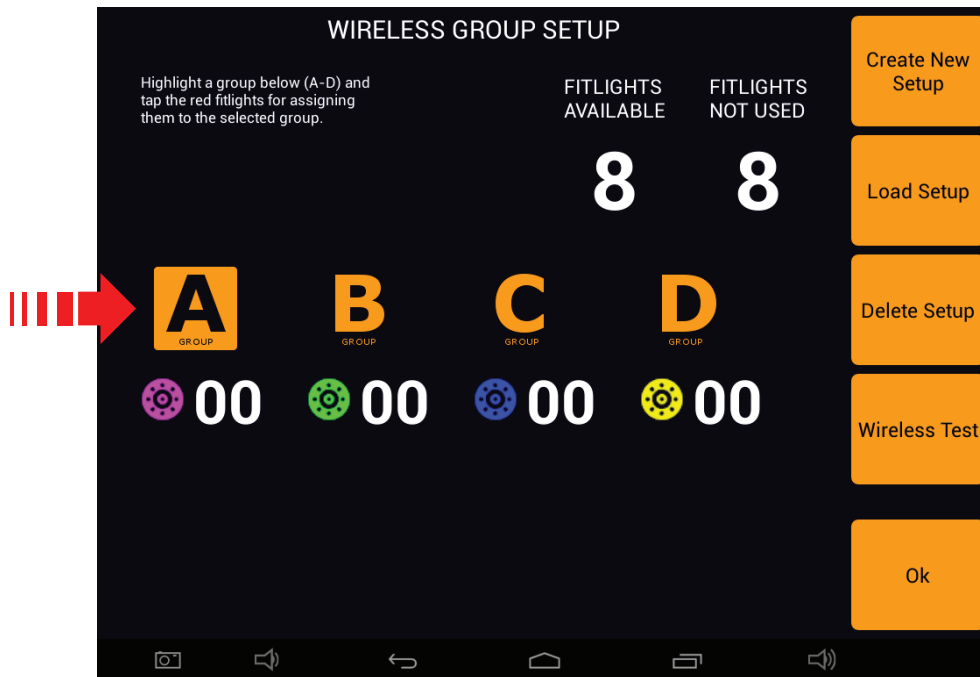 WIRELESS GROUP SETUP
Highlight a group below (A-D) and
tap the red fitlights for assigning
them to the selected group.
FITLIGHTS
AVAILABLE
FITLIGHTS
NOT USED
8
8
A
GROUP
B
GROUP
C
GROUP
D
GROUP
00
00
00
00
Create New
Setup
Load Setup
Delete Setup
Wireless Test
Ok